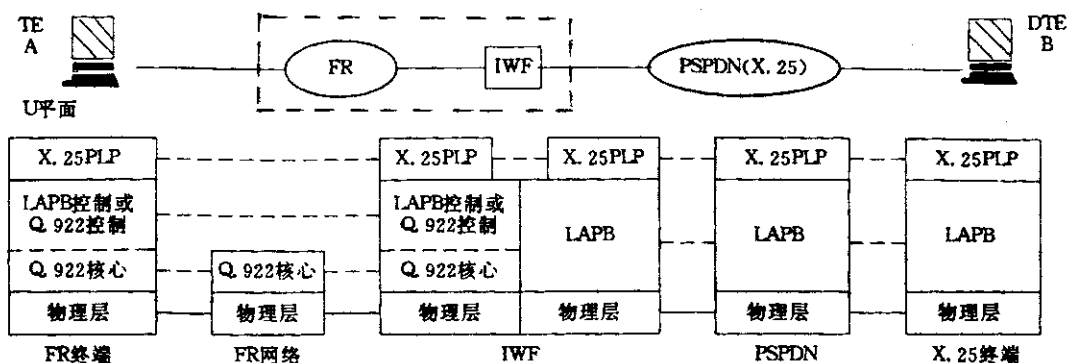 TE
A
FR
IWF
PSPDN(X.25)
DTE
B
U平面
X.25PLP
X.25PLP
X.25PLP
X.25PLP
X.25PLP
LAPB控制或
Q.922控制
LAPB控制或
Q.922控制
LAPB
LAPB
LAPB
Q.922核心
Q.922核心
Q.922核心
物理层
物理层
物理层
物理层
物理层
物理层
FR终端
FR网络
IWF
PSPDN
X.25终端